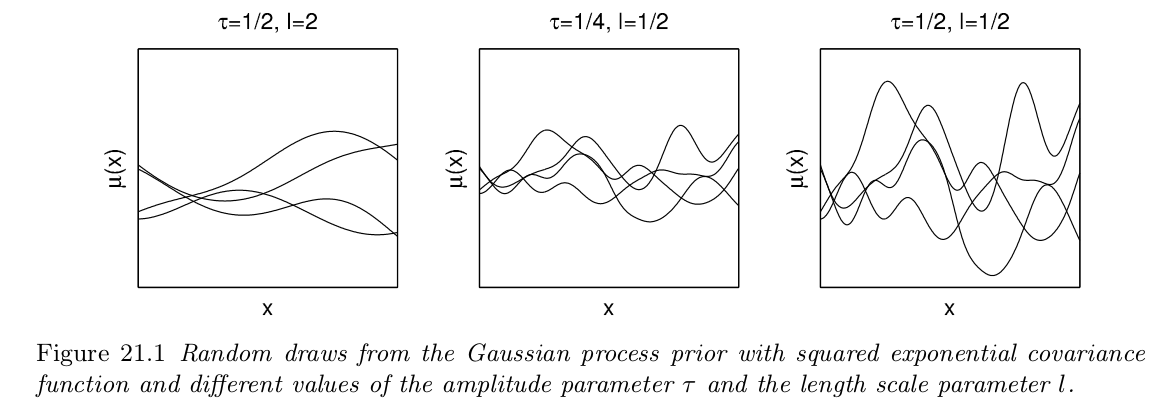 τ=1/2, l=2
τ=1/4, l=1/2
τ=1/2, l=1/2
μ(x)
μ(x)
μ(x)
x
x
x
Figure 21.1 Random draws from the Gaussian process prior with squared exponential covariance
function and different values of the amplitude parameter τ and the length scale parameter l.